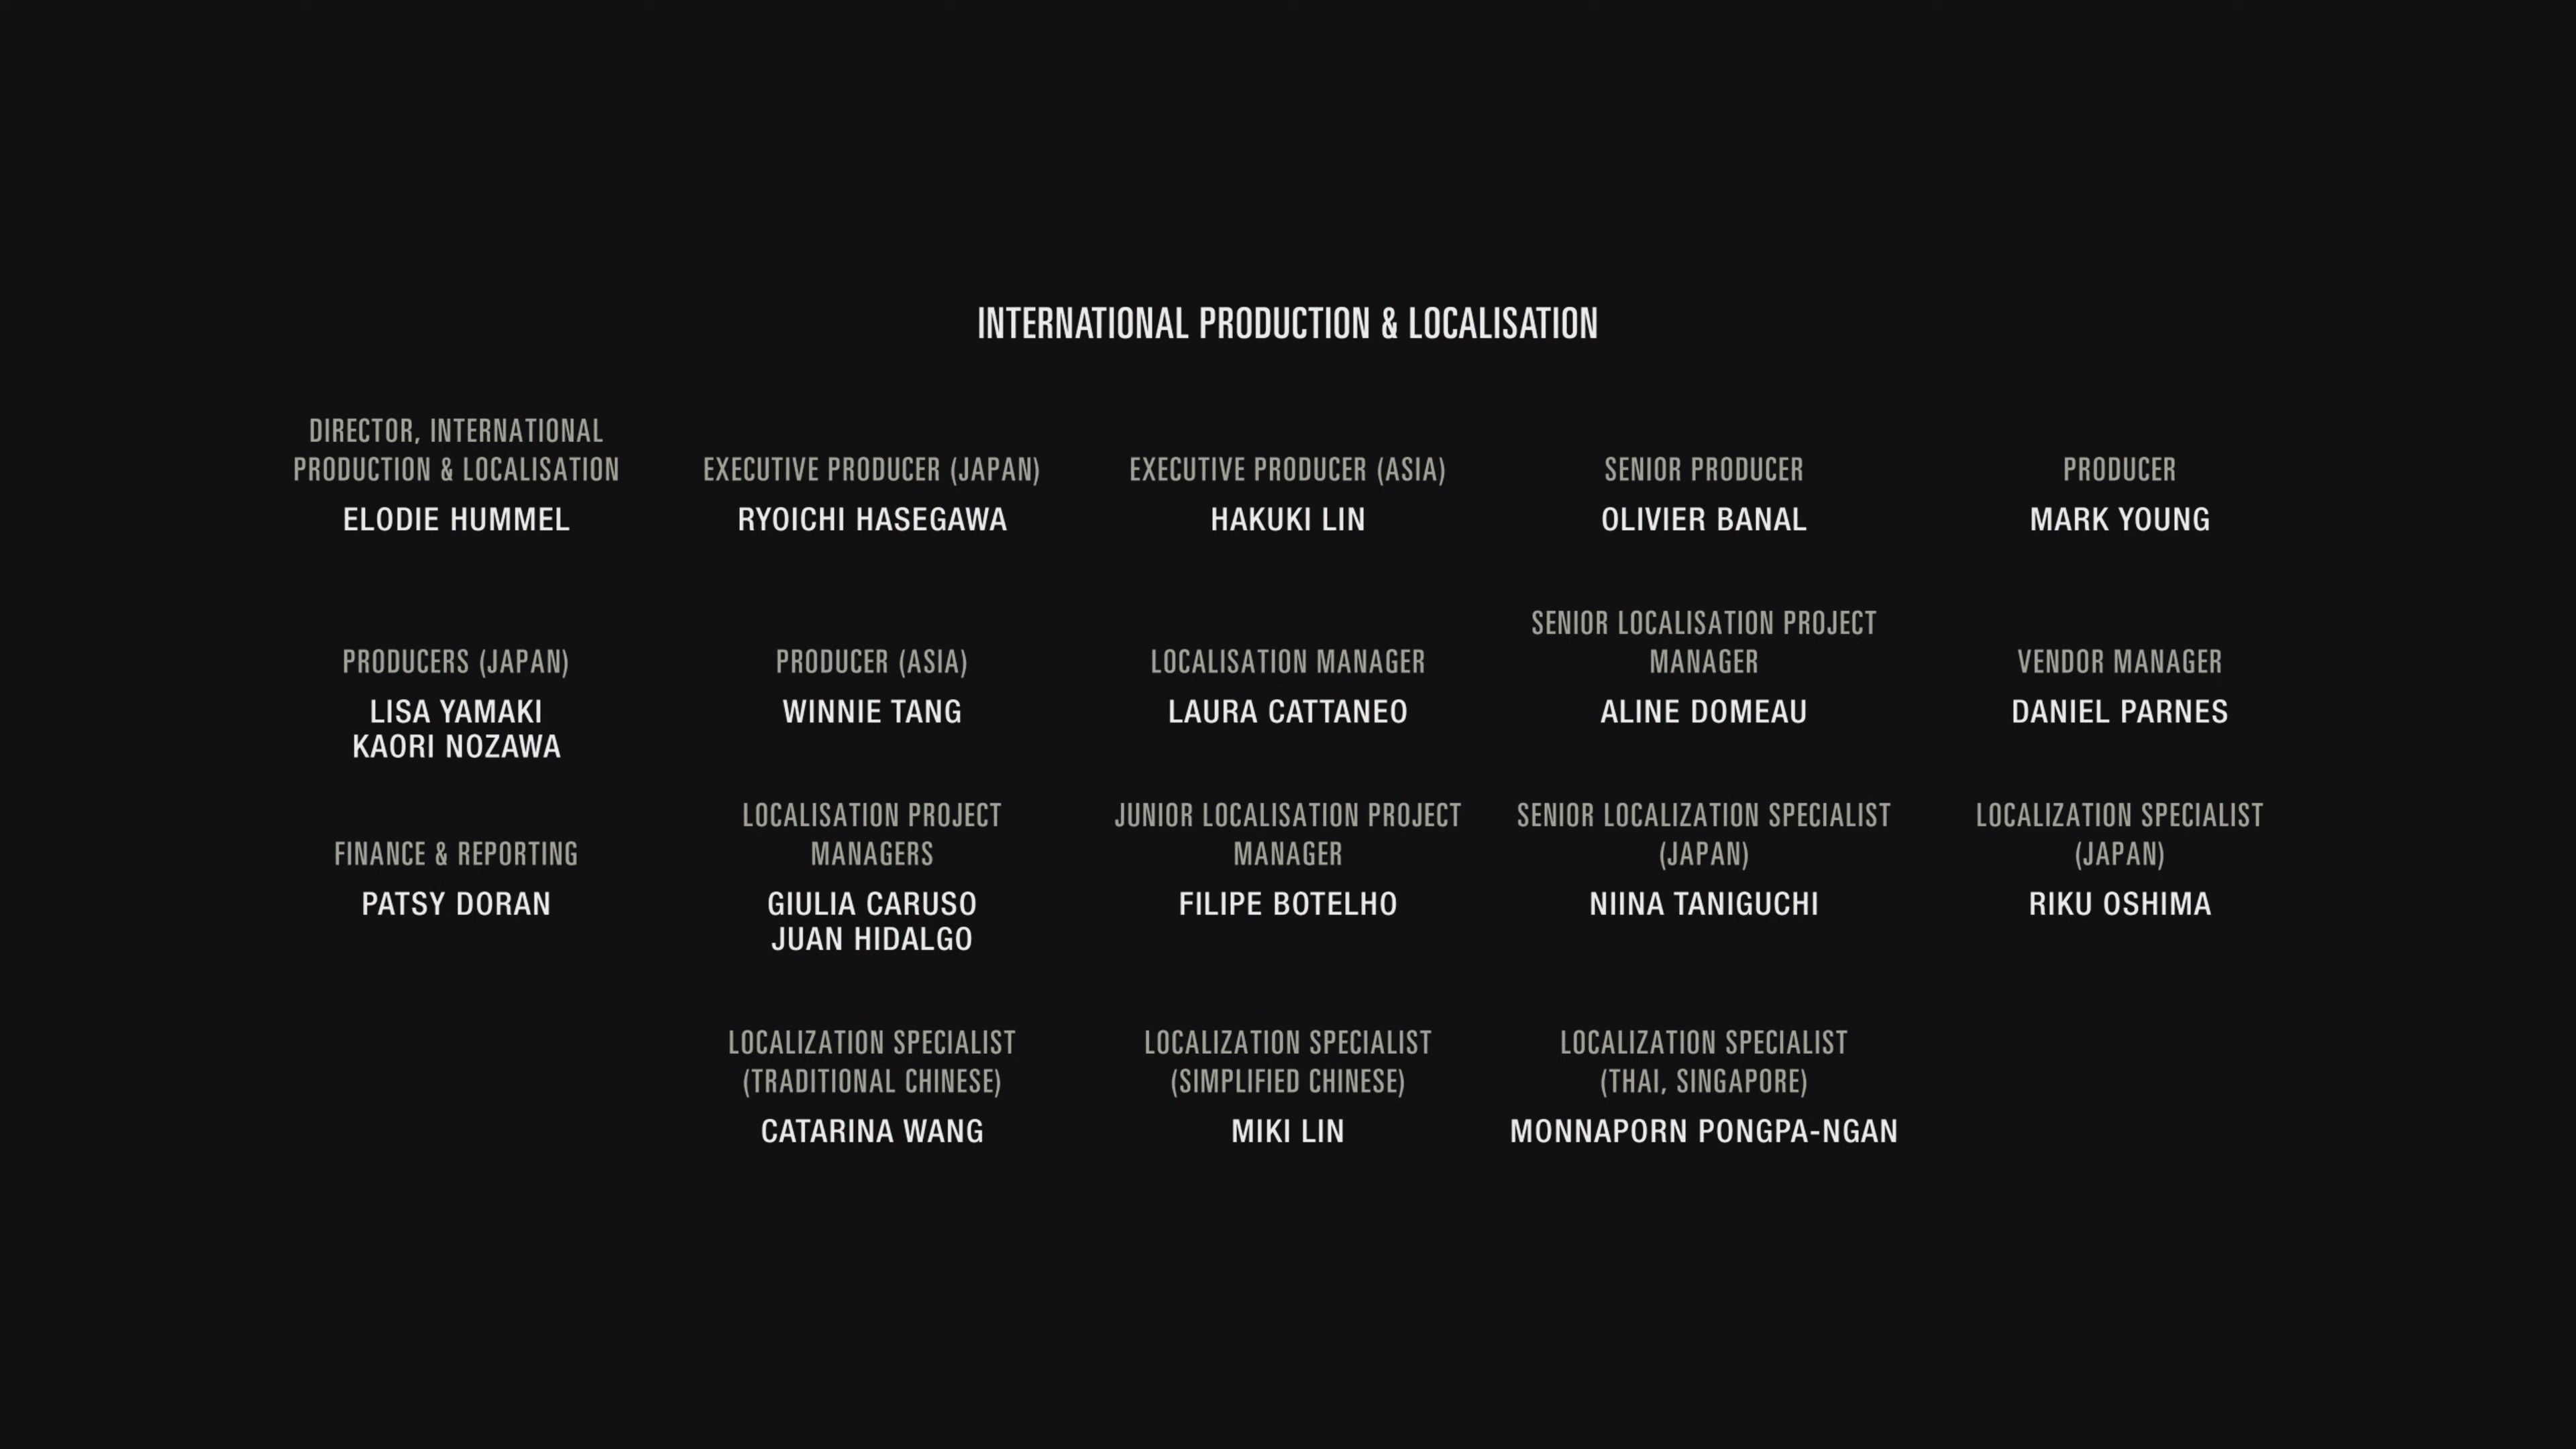 INTERNATIONAL PRODUCTION & LOCALISATION
DIRECTOR, INTERNATIONAL
PRODUCTION & LOCALISATION
ELODIE HUMMEL
EXECUTIVE PRODUCER (JAPAN)
RYOICHI HASEGAWA
EXECUTIVE PRODUCER (ASIA)
HAKUKI LIN
SENIOR PRODUCER
OLIVIER BANAL
PRODUCER
MARK YOUNG
PRODUCERS (JAPAN)
LISA YAMAKI
KAORI NOZAWA
PRODUCER (ASIA)
WINNIE TANG
LOCALISATION MANAGER
LAURA CATTANEO
SENIOR LOCALISATION PROJECT
MANAGER
ALINE DOMEAU
VENDOR MANAGER
DANIEL PARNES
FINANCE & REPORTING
PATSY DORAN
LOCALISATION PROJECT
MANAGERS
GIULIA CARUSO
JUAN HIDALGO
JUNIOR LOCALISATION PROJECT
MANAGER
FILIPE BOTELHO
SENIOR LOCALIZATION SPECIALIST
(JAPAN)
NIINA TANIGUCHI
LOCALIZATION SPECIALIST
(JAPAN)
RIKU OSHIMA
LOCALIZATION SPECIALIST
(TRADITIONAL CHINESE)
CATARINA WANG
LOCALIZATION SPECIALIST
(SIMPLIFIED CHINESE)
MIKI LIN
LOCALIZATION SPECIALIST
(THAI, SINGAPORE)
MONNAPORN PONGPA-NGAN